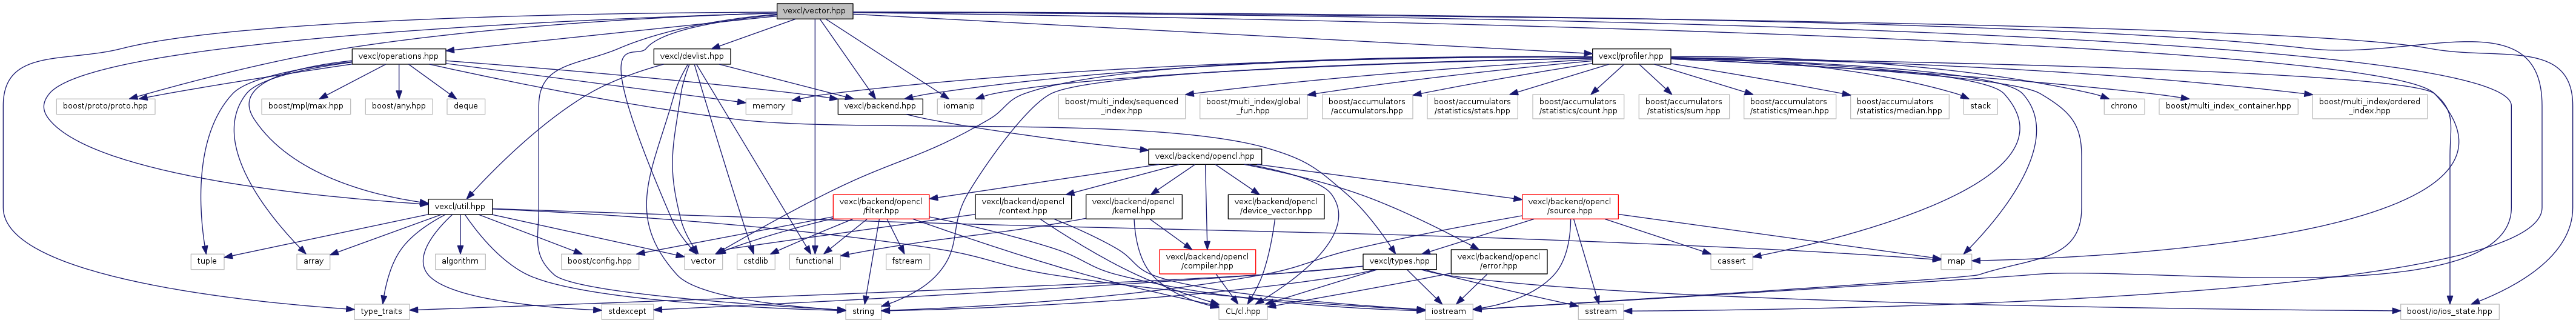 vexcl/vector.hpp
vexcl/operations.hpp
vexcl/devlist.hpp
vexcl/profiler.hpp
boost/proto/proto.hpp
boost/mpl/max.hpp
boost/any.hpp
deque
memory
vexcl/backend.hpp
iomanip
boost/multi_index/sequenced
_index.hpp
boost/multi_index/global
_fun.hpp
boost/accumulators
/accumulators.hpp
boost/accumulators
/statistics/stats.hpp
boost/accumulators
/statistics/count.hpp
boost/accumulators
/statistics/sum.hpp
boost/accumulators
/statistics/mean.hpp
boost/accumulators
/statistics/median.hpp
stack
chrono
boost/multi_index_container.hpp
boost/multi_index/ordered
_index.hpp
vexcl/backend/opencl.hpp
vexcl/util.hpp
vexcl/backend/opencl
/filter.hpp
vexcl/backend/opencl
/context.hpp
vexcl/backend/opencl
/kernel.hpp
vexcl/backend/opencl
/device_vector.hpp
vexcl/backend/opencl
/source.hpp
tuple
array
algorithm
boost/config.hpp
vector
cstdlib
functional
fstream
vexcl/backend/opencl
/compiler.hpp
vexcl/types.hpp
vexcl/backend/opencl
/error.hpp
cassert
map
type_traits
stdexcept
string
CL/cl.hpp
iostream
sstream
boost/io/ios_state.hpp